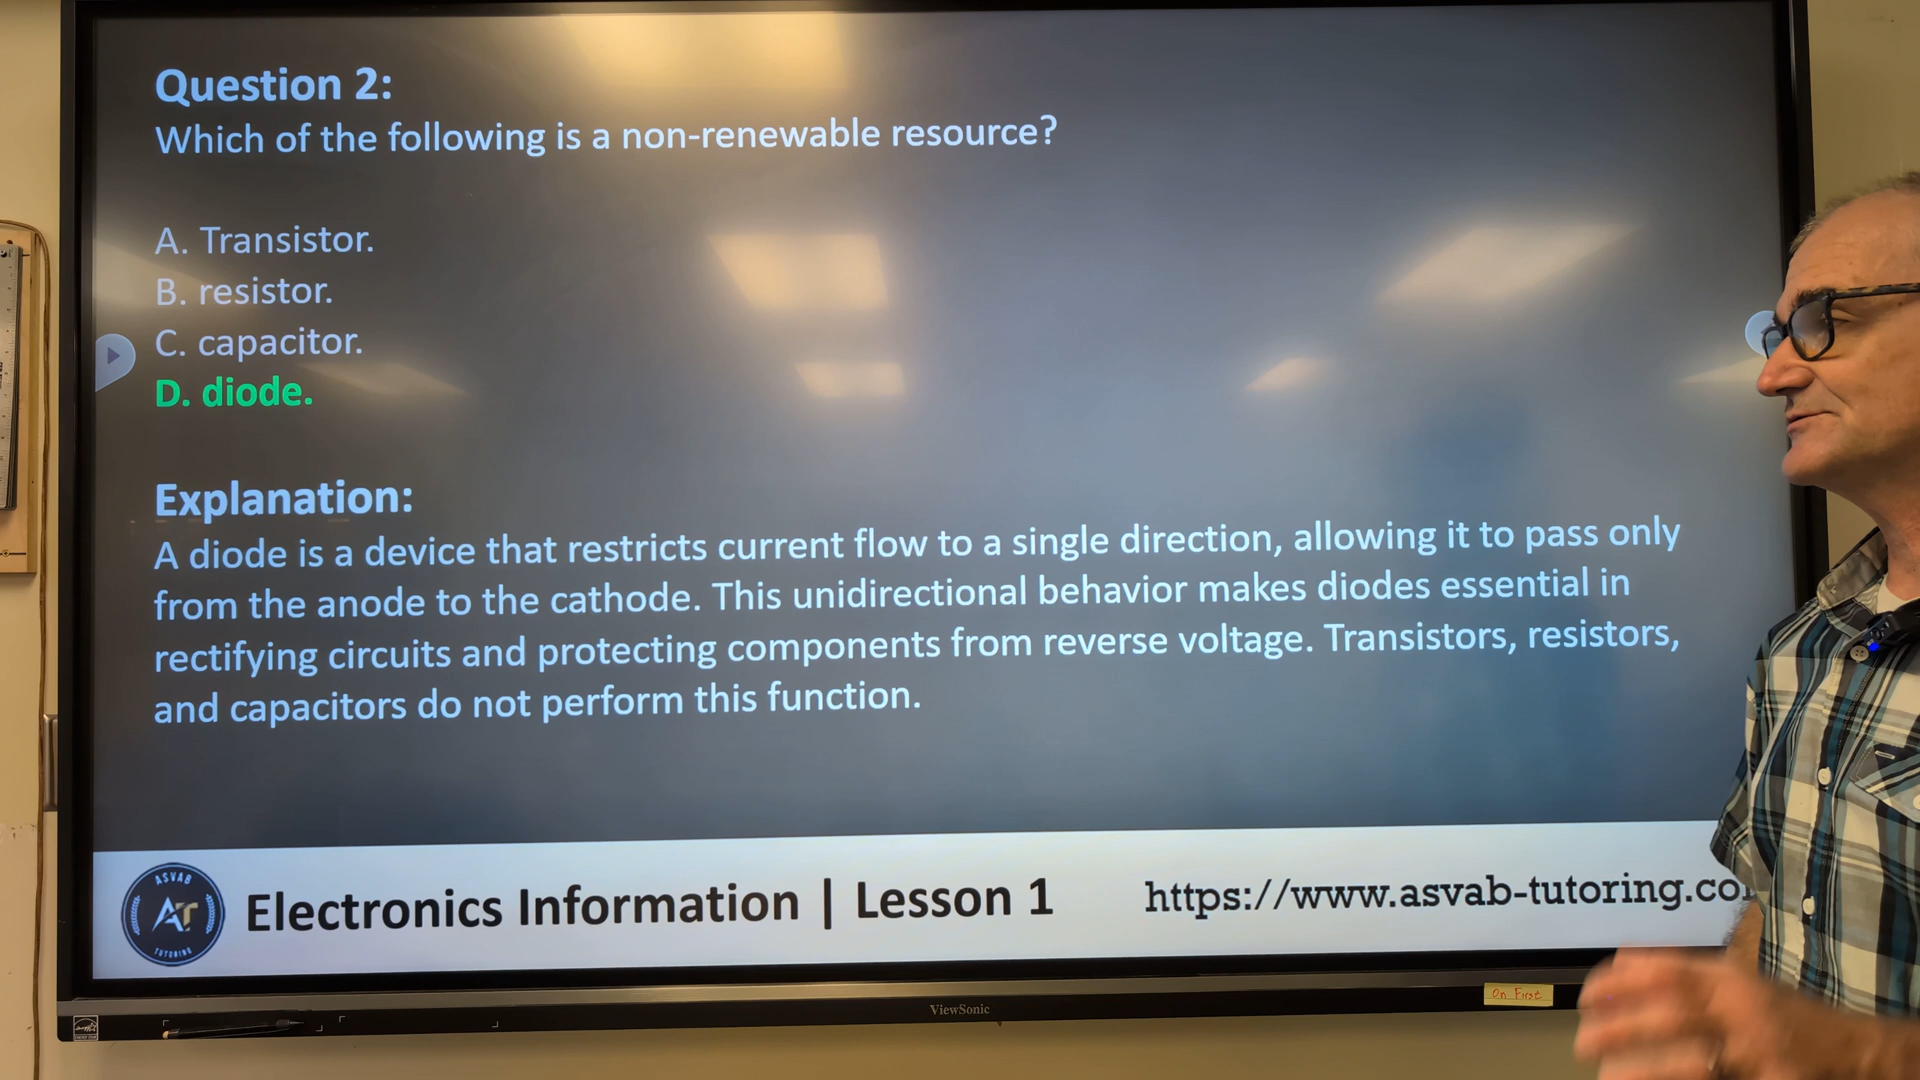 Question 2:
Which of the following is a non-renewable resource?
A. Transistor.
B. resistor.
C. capacitor.
D. diode.
Explanation:
A diode is a device that restricts current flow to a single direction, allowing it to pass only
from the anode to the cathode. This unidirectional behavior makes diodes essential in
rectifying circuits and protecting components from reverse voltage. Transistors, resistors,
and capacitors do not perform this function.
ASVAB
AT
TUTORING
Electronics Information | Lesson 1
https://www.asvab-tutoring.co
On First
ViewSonic